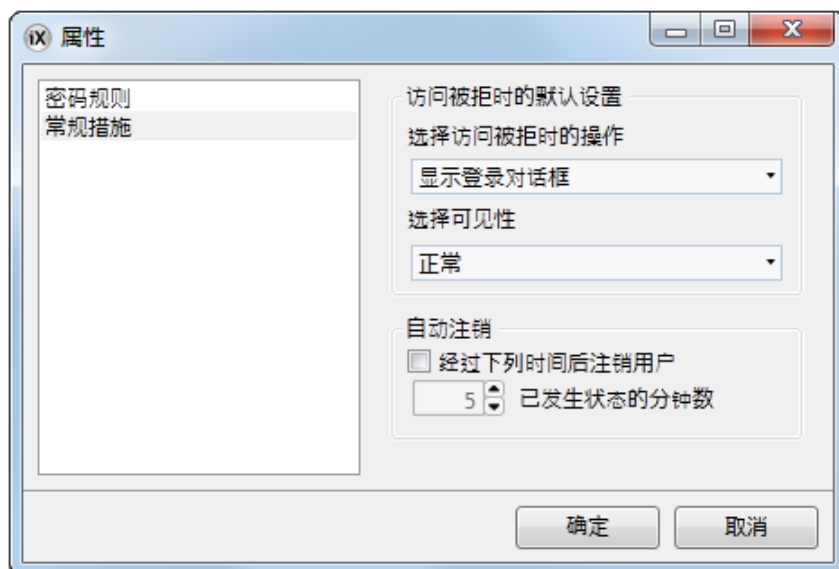 iX 属性
密码规则
常规措施
访问被拒时的默认设置
选择访问被拒时的操作
显示登录对话框
选择可见性
正常
自动注销
经过下列时间后注销用户
5 已发生状态的分钟数
确定 取消